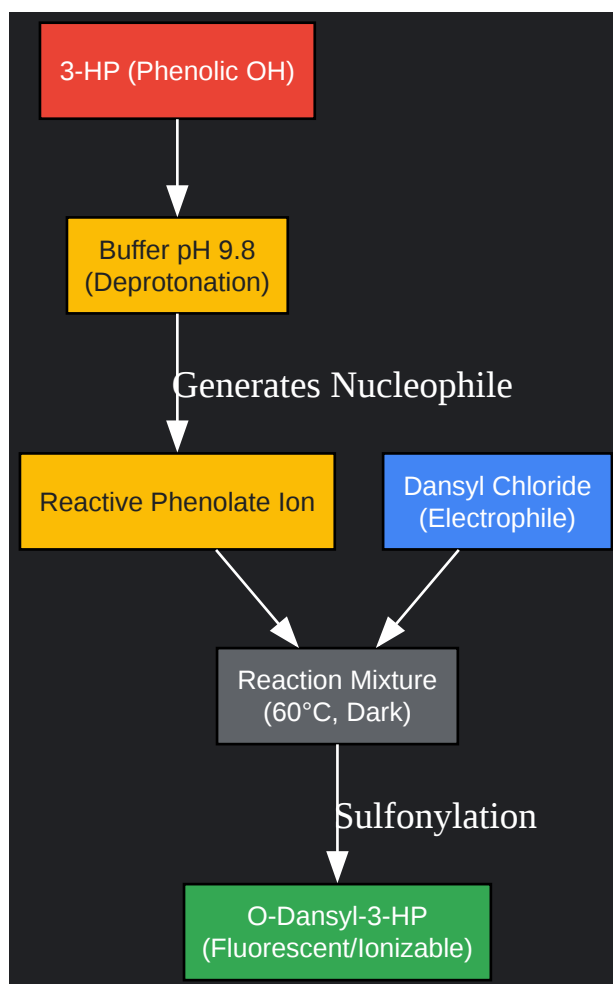 3-HP (Phenolic OH)
Buffer pH 9.8
(Deprotonation)
Generates Nucleophile
Reactive Phenolate Ion
Dansyl Chloride
(Electrophile)
Reaction Mixture
(60°C, Dark)
Sulfonylation
O-Dansyl-3-HP
(Fluorescent/Ionizable)